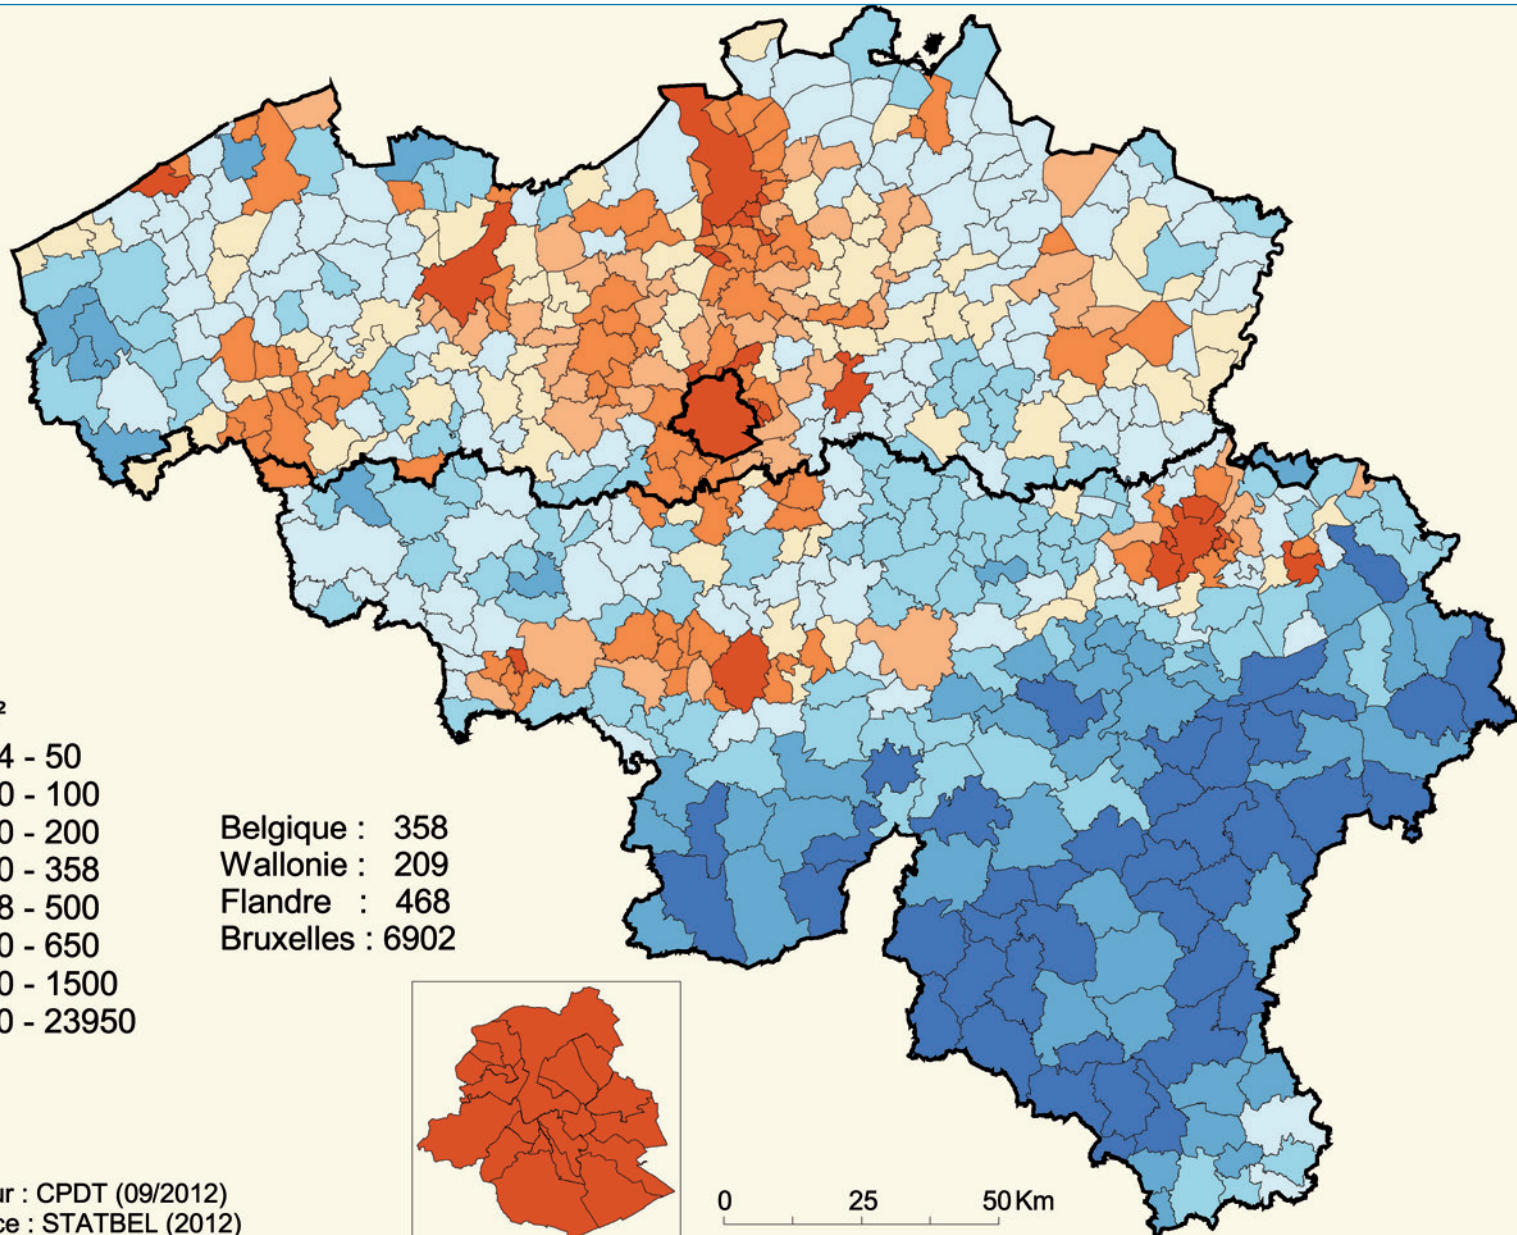 ²
4 - 50
0 - 100
0 - 200
0 - 358
8 - 500
0 - 650
0 - 1500
0 - 23950
Belgique : 358
Wallonie : 209
Flandre : 468
Bruxelles : 6902
ur : CPDT (09/2012)
ce : STATBEL (2012)
0 25 50 Km